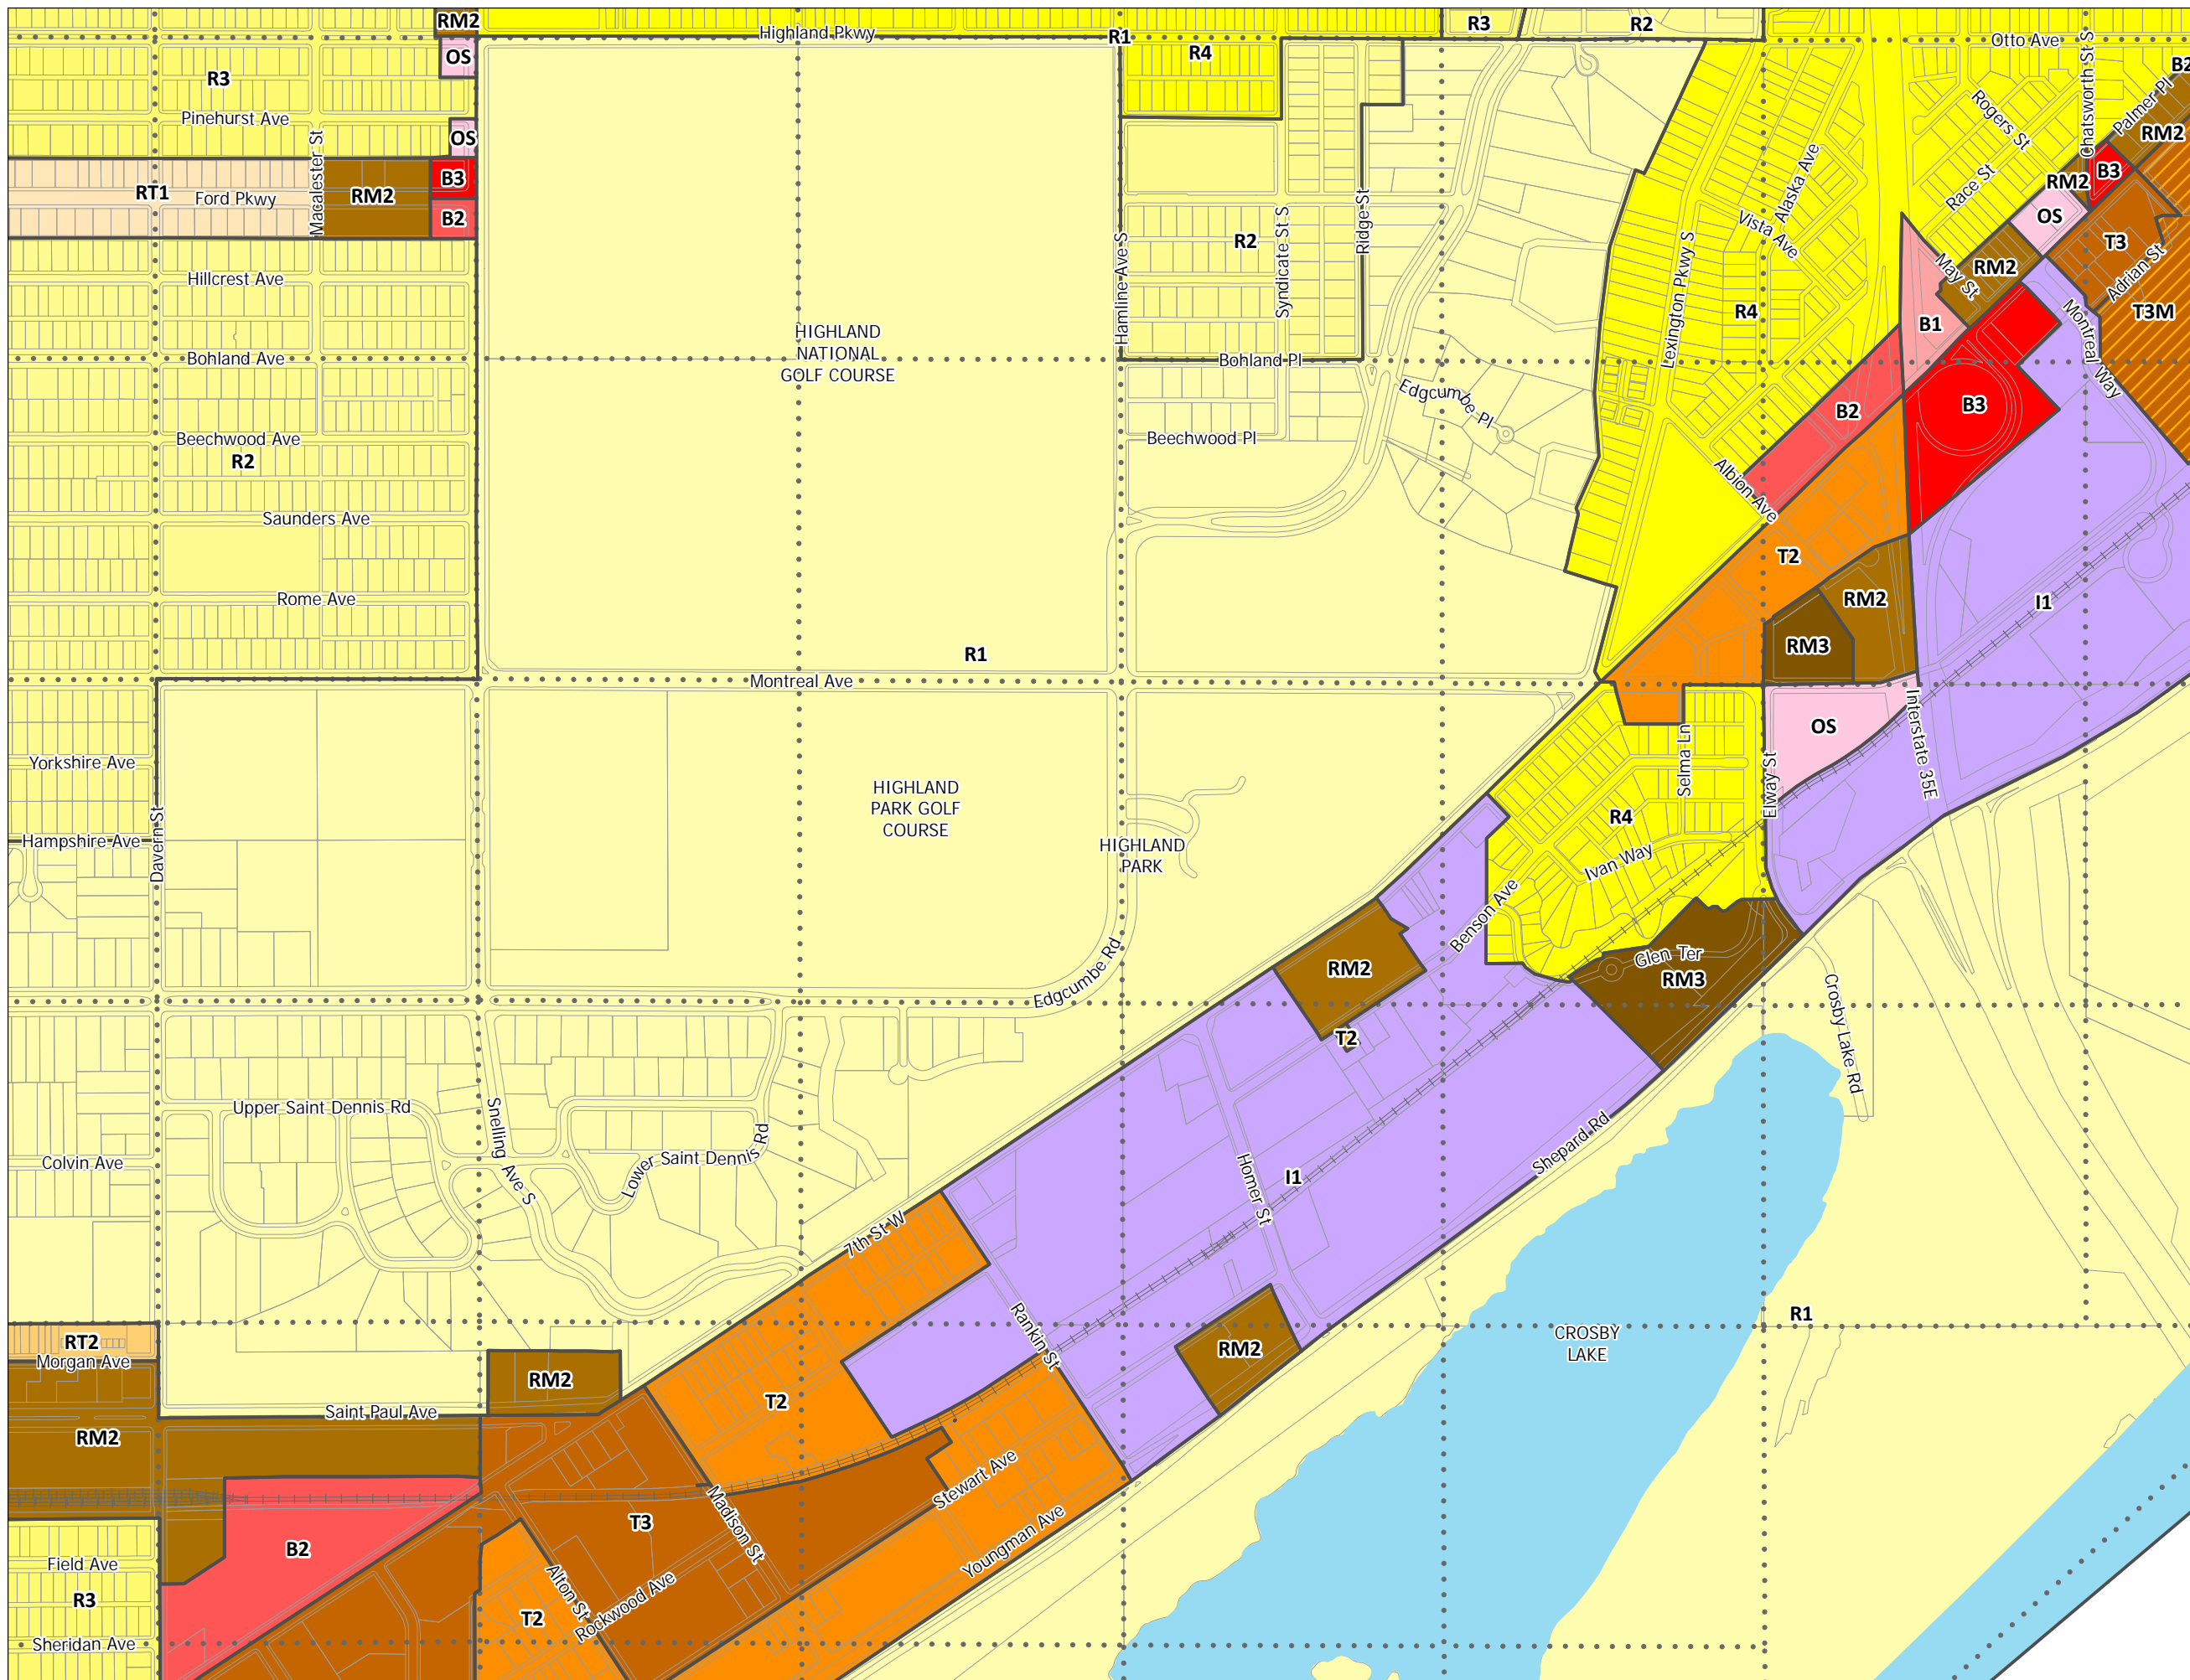 RM2
Highland Pkwy
R1
R3
R2
Otto Ave
OS
R4
B2
R3
Chatsworth St S
Palmer Pl
Rogers St
RM2
Pinehurst Ave
OS
Macalester St
B3
RT1
Ford Pkwy
RM2
B3
RM2
Alaska Ave
Race St
B2
OS
Ridge St
R2
Syndicate St S
Hamline Ave S
Vista Ave
Lexington Pkwy S
T3
Adrian St
Hillcrest Ave
RM2
May St
R4
B1
T3M
Montreal Way
HIGHLAND
NATIONAL
GOLF COURSE
Bohland Ave
Bohland Pl
Edgcumbe Pl
B2
B3
Beechwood Ave
Beechwood Pl
R2
Albion Ave
Saunders Ave
T2
Rome Ave
RM2
I1
RM3
R1
Montreal Ave
Interstate 35E
OS
Selma Ln
Elway St
Yorkshire Ave
HIGHLAND
PARK GOLF
COURSE
R4
Hampshire Ave
Davern St
HIGHLAND
PARK
Ivan Way
Benson Ave
Edgcumbe Rd
RM2
Glen Ter
RM3
Crosby Lake Rd
T2
Upper Saint Dennis Rd
Snelling Ave S
Lower Saint Dennis Rd
Shepard Rd
Colvin Ave
Homer St
I1
7th St W
Rankin St
R1
RT2
Morgan Ave
CROSBY
LAKE
RM2
RM2
T2
Saint Paul Ave
RM2
Stewart Ave
Madison St
T3
B2
Youngman Ave
Field Ave
Alton St
Rockwood Ave
R3
T2
Sheridan Ave